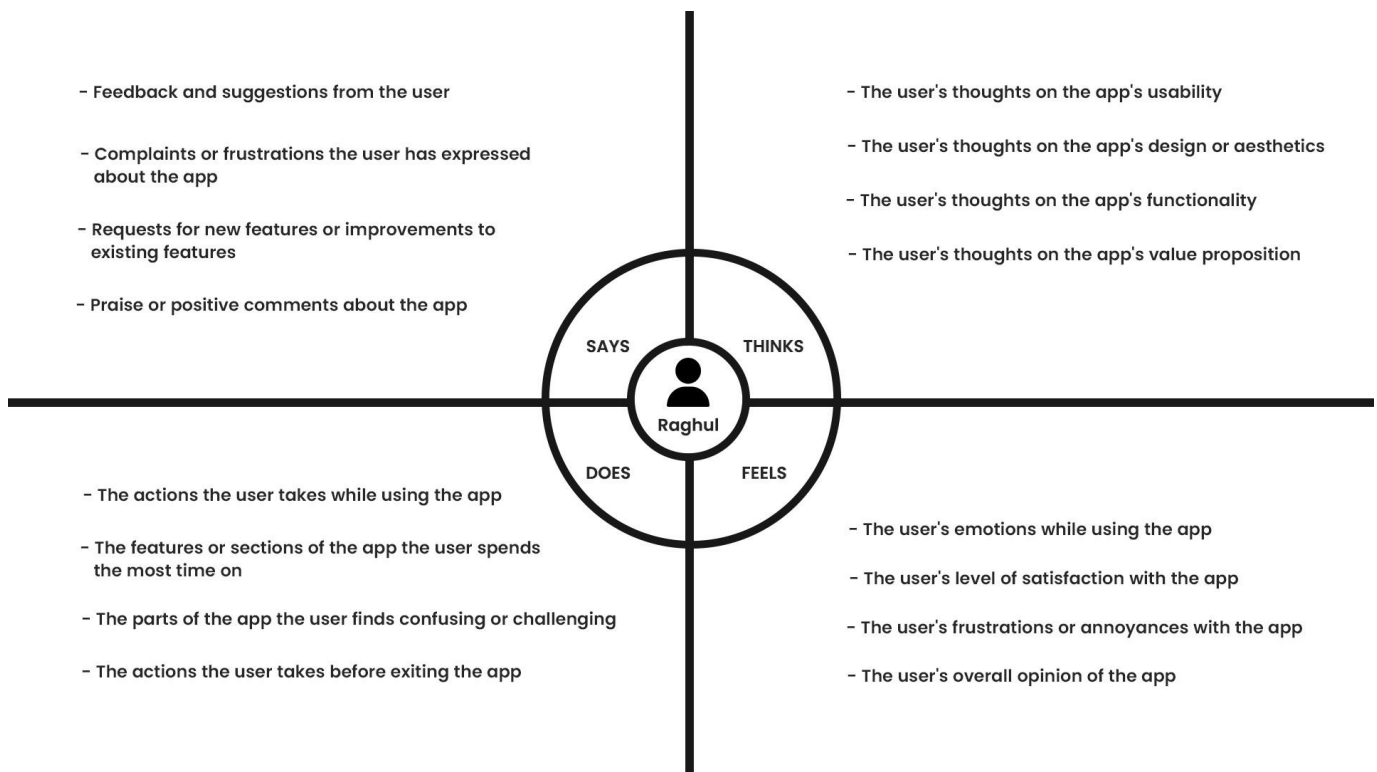 - Feedback and suggestions from the user
- Complaints or frustrations the user has expressed
about the app
- Requests for new features or improvements to
existing features
- Praise or positive comments about the app
- The user's thoughts on the app's usability
- The user's thoughts on the app's design or aesthetics
- The user's thoughts on the app's functionality
- The user's thoughts on the app's value proposition
SAYS
THINKS
Raghul
DOES
FEELS
- The actions the user takes while using the app
- The features or sections of the app the user spends
the most time on
- The parts of the app the user finds confusing or challenging
- The actions the user takes before exiting the app
- The user's emotions while using the app
- The user's level of satisfaction with the app
- The user's frustrations or annoyances with the app
- The user's overall opinion of the app